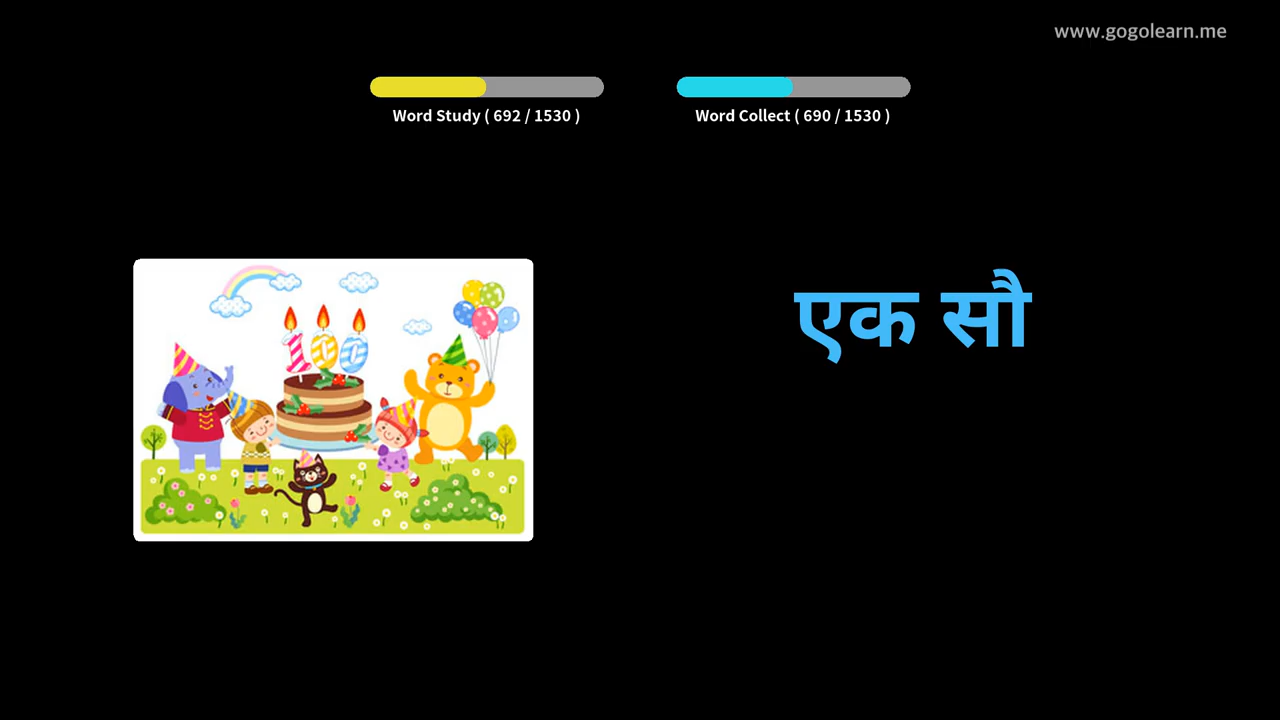 www.gogolearn.me
Word Study ( 692 / 1530 )
Word Collect ( 690 / 1530 )
100
एक सौ